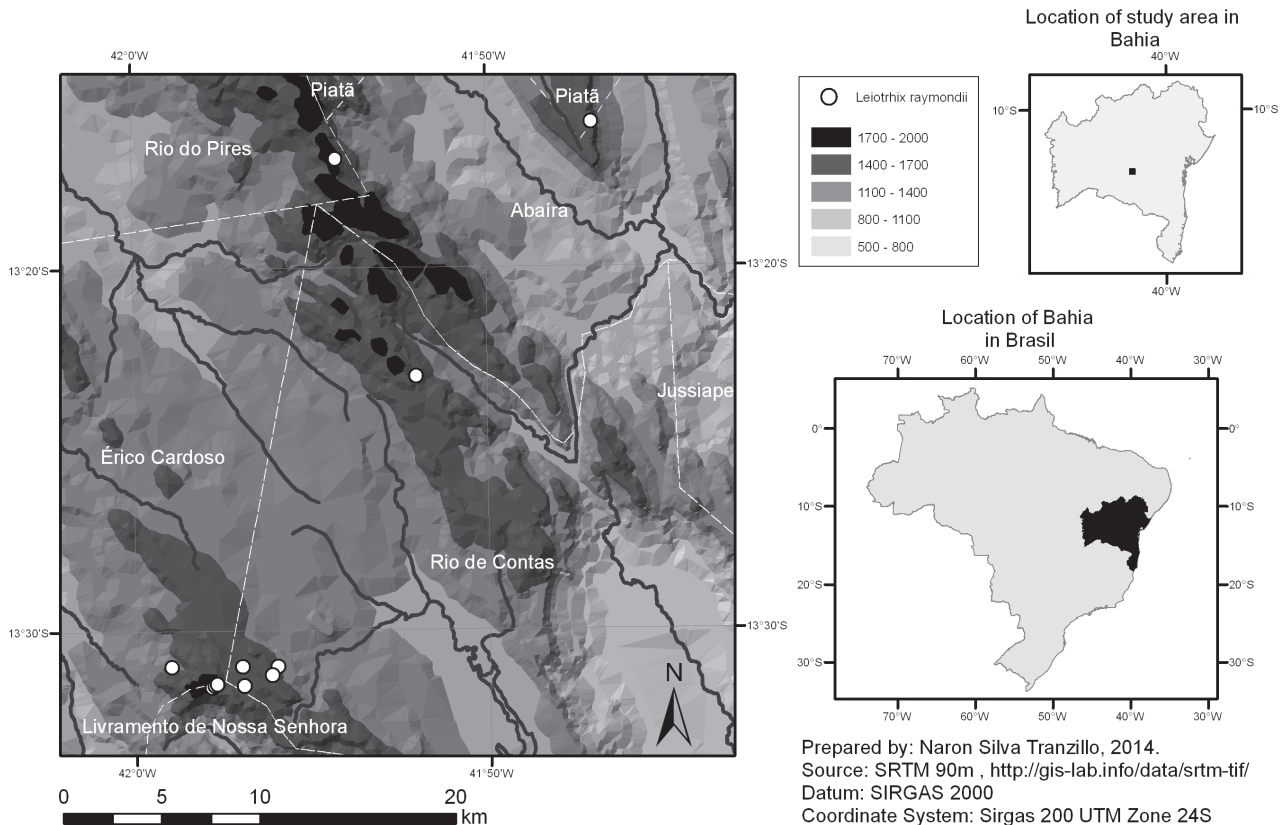 42°0'W
41°50'W
Piatã
Piatã
Rio do Pires
Abaíra
13°20'S
13°20'S
Jussiape
Érico Cardoso
Rio de Contas
13°30'S
13°30'S
N
Livramento de Nossa Senhora
42°0'W
41°50'W
0 5 10 20
km
Leiotrhix raymondii
1700 - 2000
1400 - 1700
1100 - 1400
800 - 1100
500 - 800
Location of study area in
Bahia
40°W
10°S
10°S
40°W
Location of Bahia
in Brasil
70°W 60°W 50°W 40°W 30°W
0° 0°
10°S 10°S
20°S 20°S
30°S 30°S
70°W 60°W 50°W 40°W 30°W
Prepared by: Naron Silva Tranzillo, 2014.
Source: SRTM 90m , http://gis-lab.info/data/srtm-tif/
Datum: SIRGAS 2000
Coordinate System: Sirgas 200 UTM Zone 24S